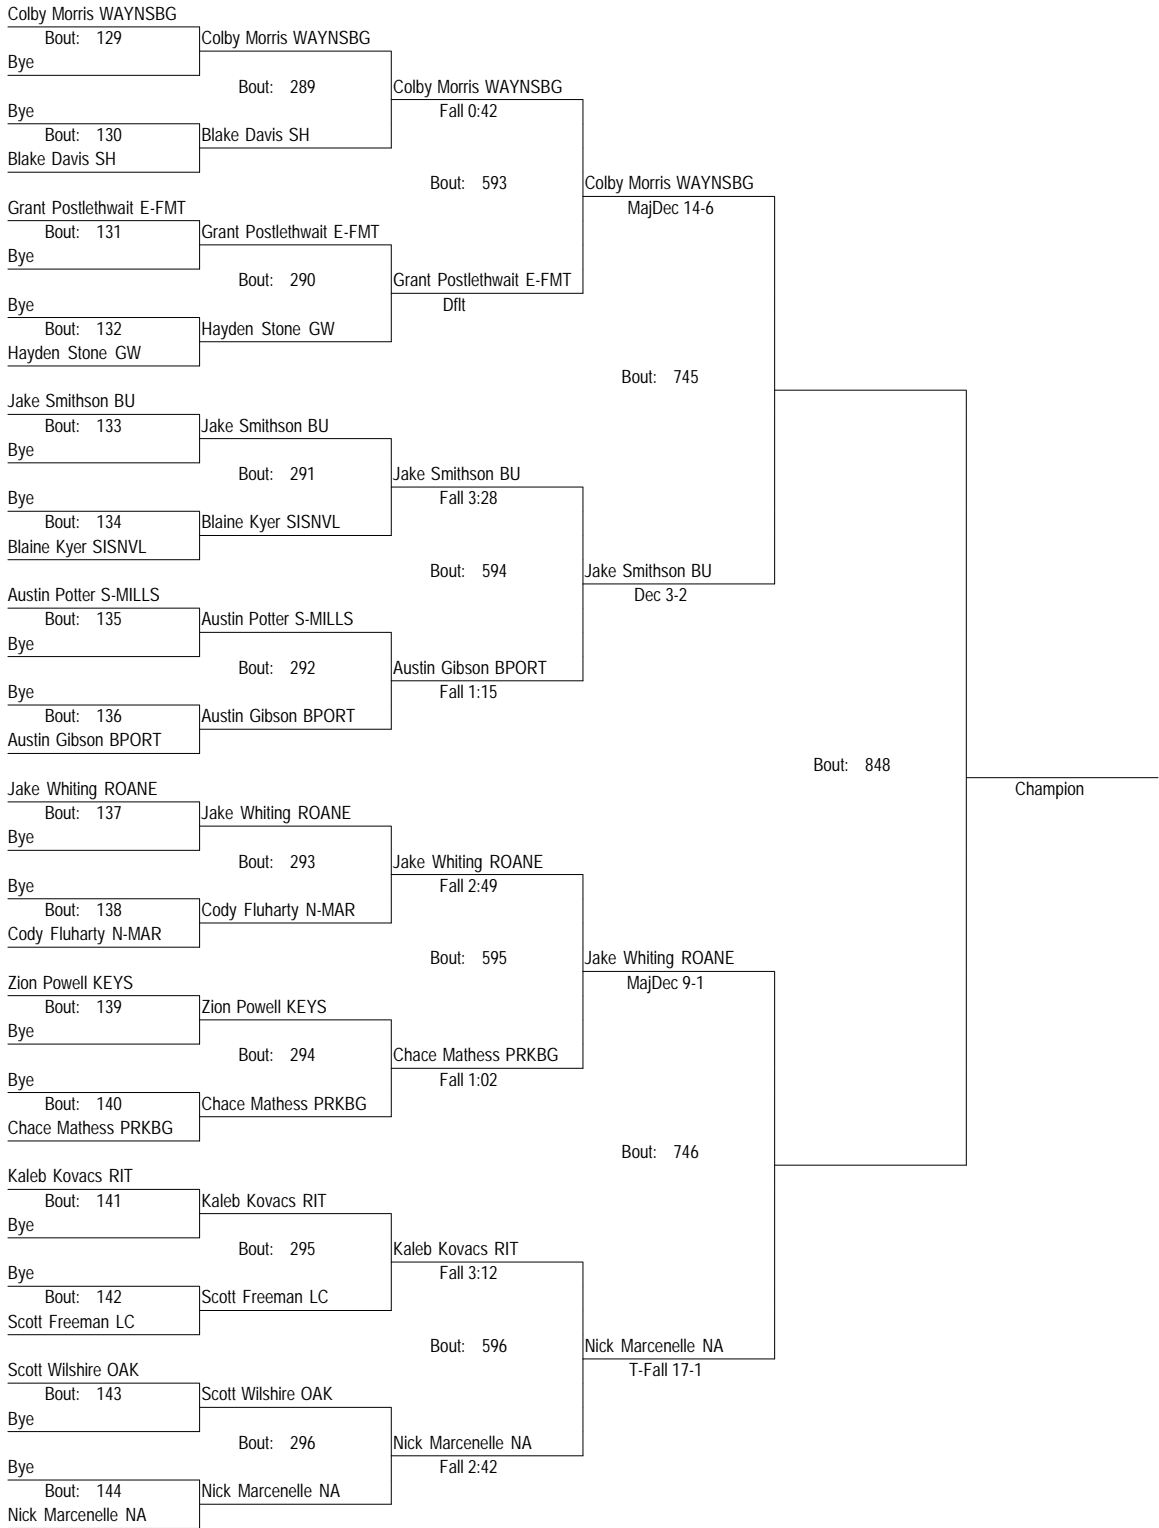 Colby Morris WAYNSBG
Bout: 129
Colby Morris WAYNSBG
Bye
Bout: 289
Colby Morris WAYNSBG
Bye
Fall 0:42
Bout: 130
Blake Davis SH
Blake Davis SH
Bout: 593
Colby Morris WAYNSBG
Grant Postlethwait E-FMT
MajDec 14-6
Bout: 131
Grant Postlethwait E-FMT
Bye
Bout: 290
Grant Postlethwait E-FMT
Bye
Dflt
Bout: 132
Hayden Stone GW
Hayden Stone GW
Bout: 745
Jake Smithson BU
Bout: 133
Jake Smithson BU
Bye
Bout: 291
Jake Smithson BU
Bye
Fall 3:28
Bout: 134
Blaine Kyer SISNVL
Blaine Kyer SISNVL
Bout: 594
Jake Smithson BU
Austin Potter S-MILLS
Dec 3-2
Bout: 135
Austin Potter S-MILLS
Bye
Bout: 292
Austin Gibson BPORT
Bye
Fall 1:15
Bout: 136
Austin Gibson BPORT
Austin Gibson BPORT
Bout: 848
Jake Whiting ROANE
Champion
Bout: 137
Jake Whiting ROANE
Bye
Bout: 293
Jake Whiting ROANE
Bye
Fall 2:49
Bout: 138
Cody Fluharty N-MAR
Cody Fluharty N-MAR
Bout: 595
Jake Whiting ROANE
Zion Powell KEYS
MajDec 9-1
Bout: 139
Zion Powell KEYS
Bye
Bout: 294
Chace Mathess PRKBG
Bye
Fall 1:02
Bout: 140
Chace Mathess PRKBG
Chace Mathess PRKBG
Bout: 746
Kaleb Kovacs RIT
Bout: 141
Kaleb Kovacs RIT
Bye
Bout: 295
Kaleb Kovacs RIT
Bye
Fall 3:12
Bout: 142
Scott Freeman LC
Scott Freeman LC
Bout: 596
Nick Marcenelle NA
Scott Wilshire OAK
T-Fall 17-1
Bout: 143
Scott Wilshire OAK
Bye
Bout: 296
Nick Marcenelle NA
Bye
Fall 2:42
Bout: 144
Nick Marcenelle NA
Nick Marcenelle NA